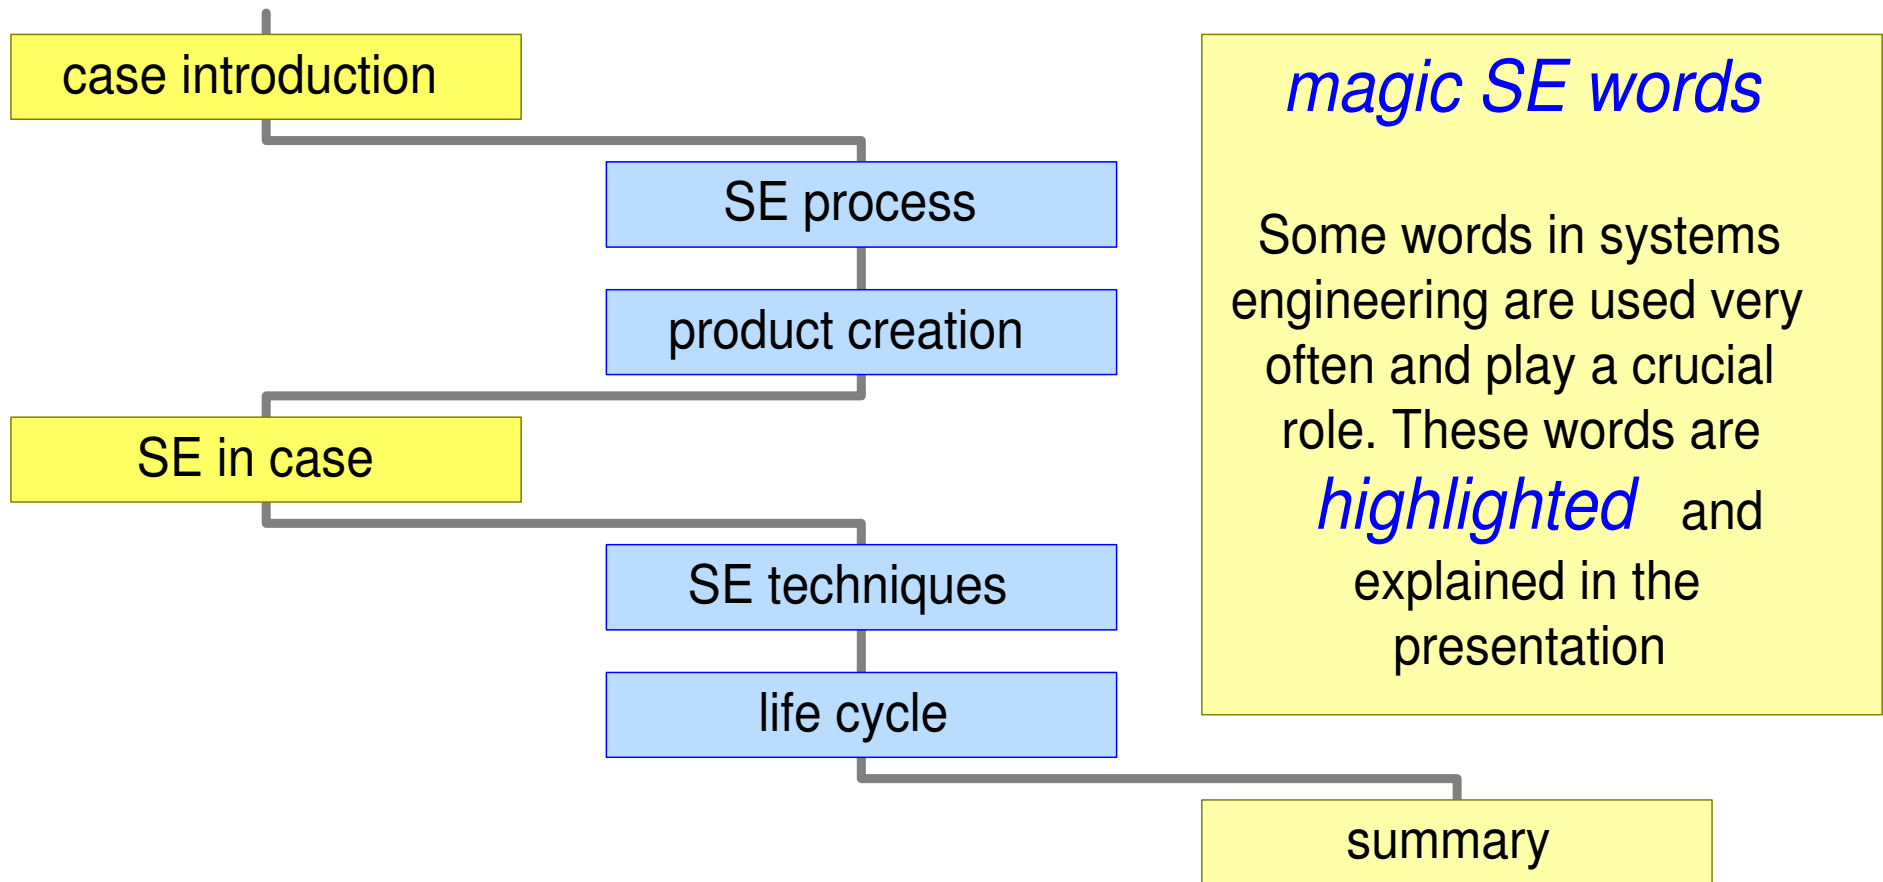 case introduction
SE process
product creation
SE in case
SE techniques
life cycle
summary
magic SE words
Some words in systems
engineering are used very
often and play a crucial
role. These words are
highlighted and
explained in the
presentation